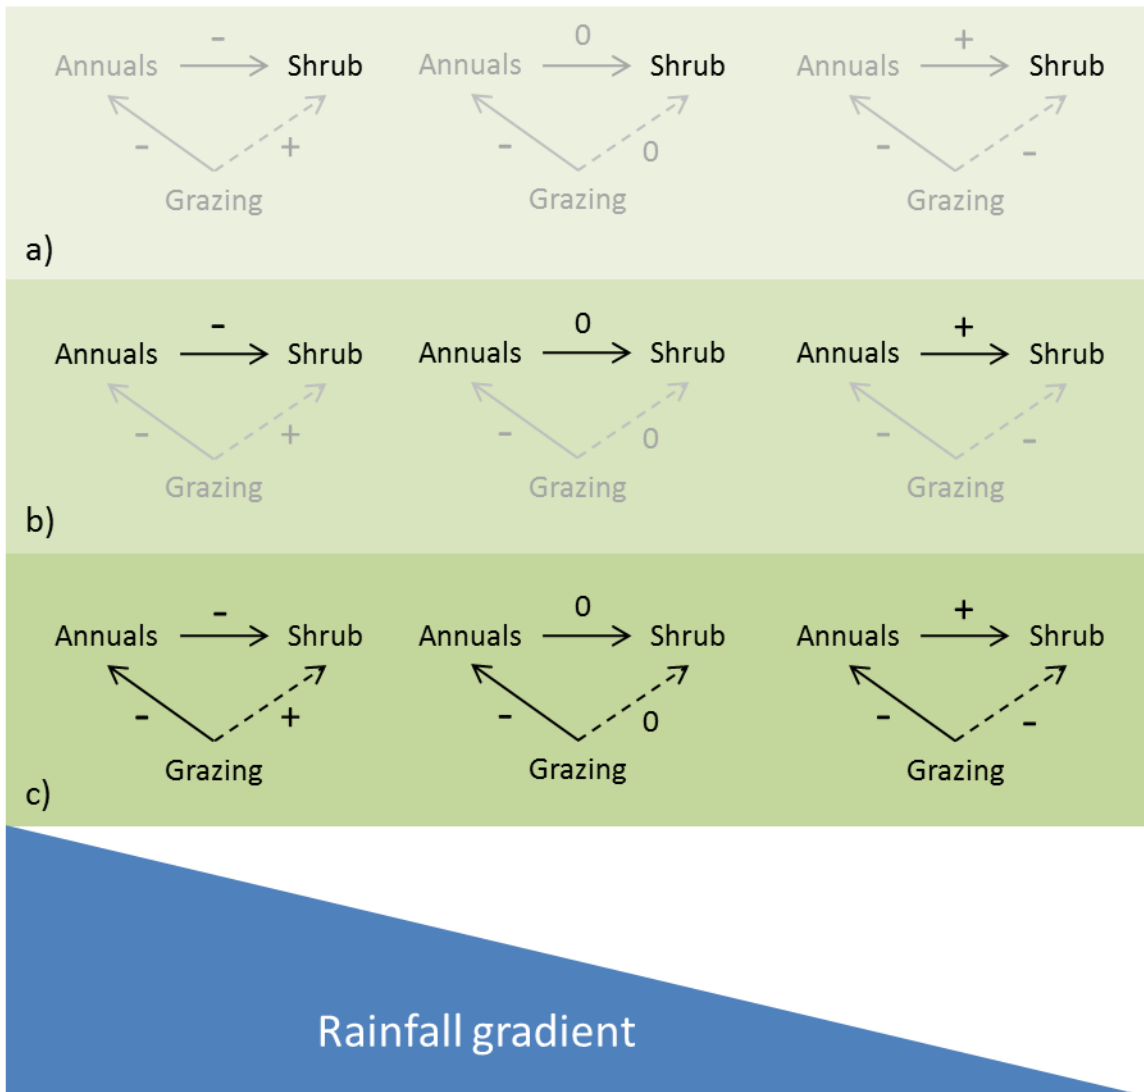 - 0 +
Annuals Shrub Annuals Shrub Annuals Shrub
- + - 0 - -
Grazing Grazing Grazing
a)
- 0 +
Annuals Shrub Annuals Shrub Annuals Shrub
- + - 0 - -
Grazing Grazing Grazing
b)
- 0 +
Annuals Shrub Annuals Shrub Annuals Shrub
- + - 0 - -
Grazing Grazing Grazing
c)
Rainfall gradient